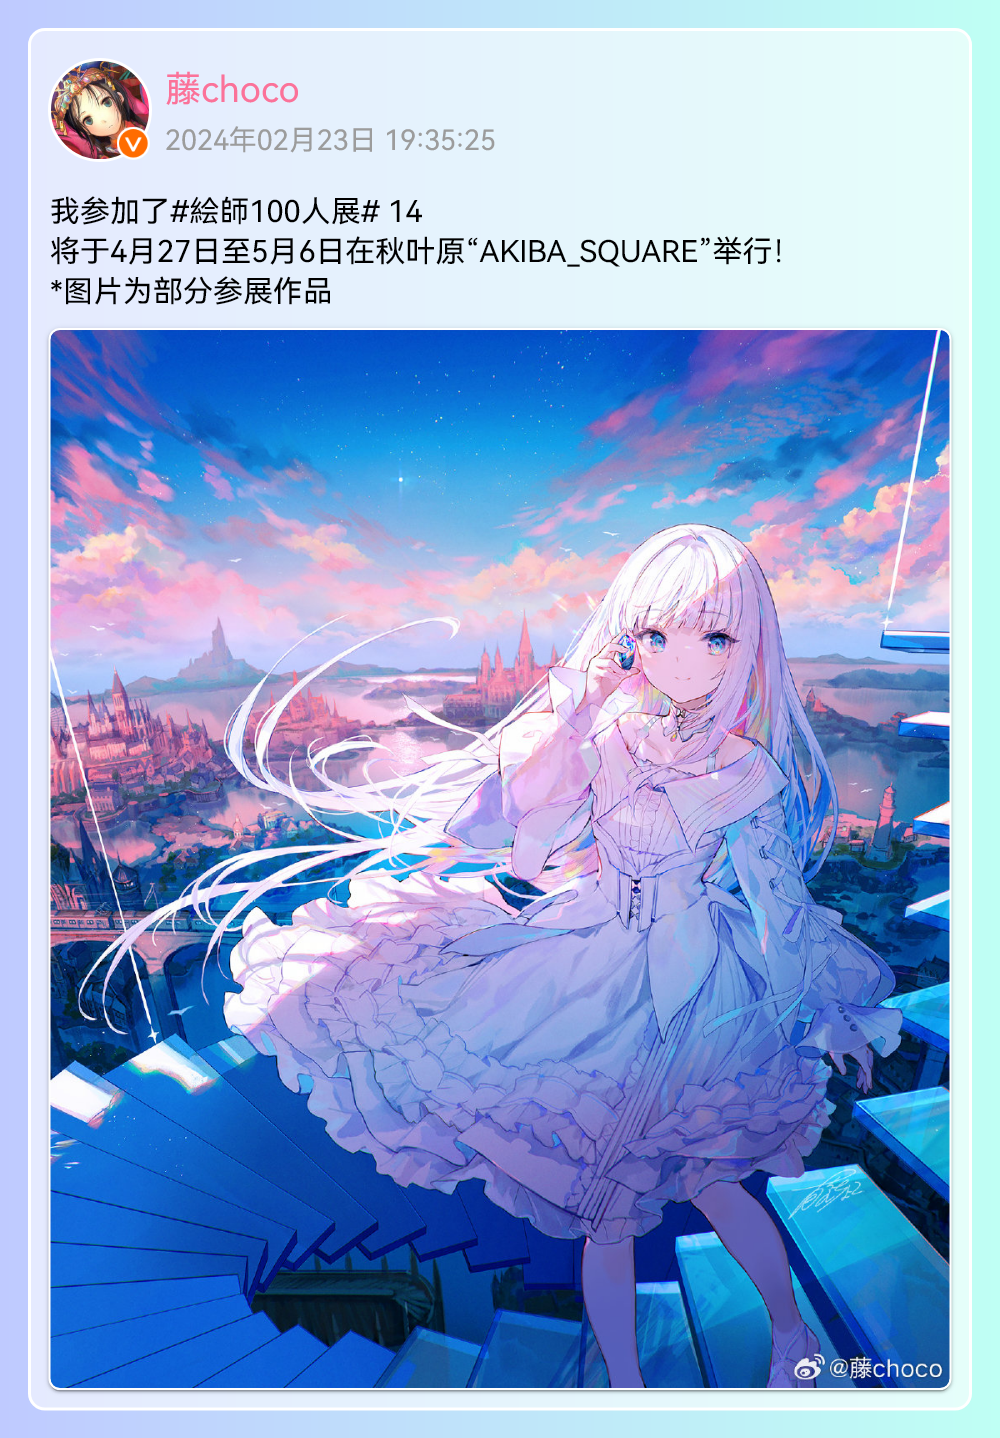 藤choco
2024年02月23日 19:35:25
我参加了#絵師100人展# 14
将于4月27日至5月6日在秋叶原“AKIBA_SQUARE”举行！
*图片为部分参展作品
@藤choco